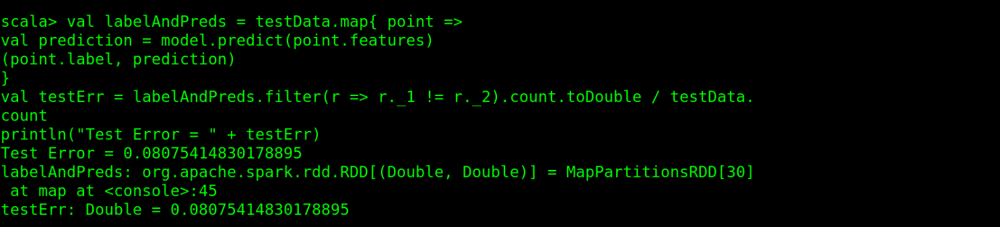 scala> val labelAndPreds = testData.map{ point =>
val prediction = model.predict(point.features)
(point.label, prediction)
}
val testErr = labelAndPreds.filter(r => r._1 != r._2).count.toDouble / testData.
count
println("Test Error = " + testErr)
Test Error = 0.08075414830178895
labelAndPreds: org.apache.spark.rdd.RDD[(Double, Double)] = MapPartitionsRDD[30]
 at map at <console>:45
testErr: Double = 0.08075414830178895